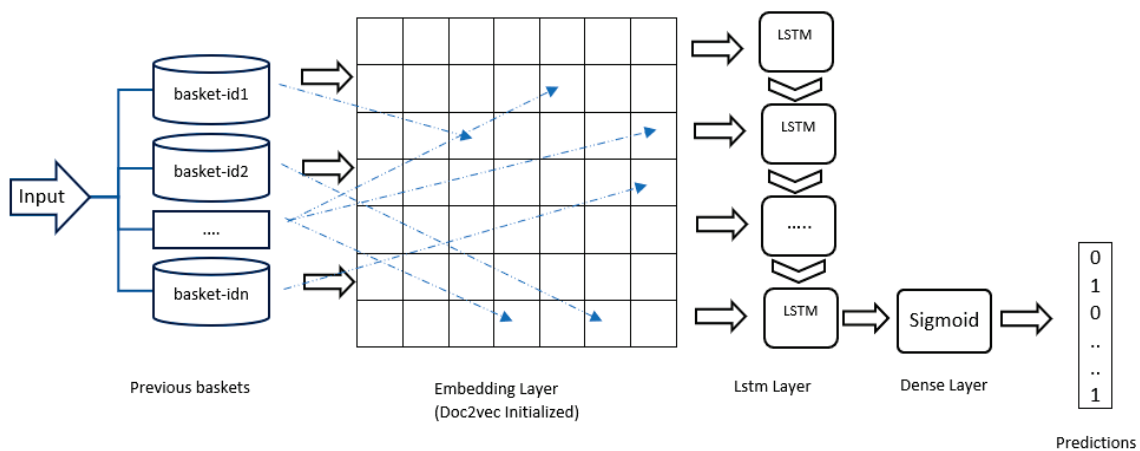 Input
basket-id1
basket-id2
....
basket-idn
Previous baskets
Embedding Layer
(Doc2vec Initialized)
LSTM
LSTM
.....
LSTM
Lstm Layer
Sigmoid
Dense Layer
0
1
0
..
..
1
Predictions